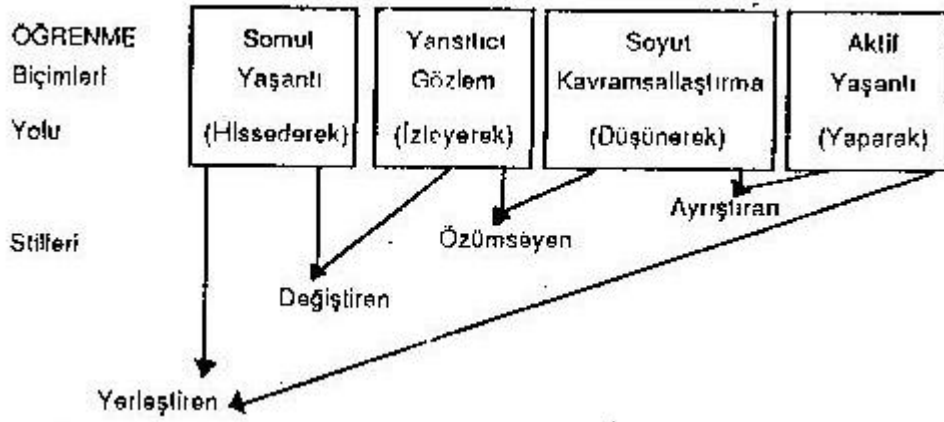 ÖĞRENME Somut Yansıtıcı Soyut Aktif
Biçimleri Yaşantı Gözlem Kavramsallaştırma Yaşantı
Yolu (Hissederek) (İzleyerek) (Düşünerek) (Yaparak)
Ayrıştıran
Stilleri Özümseyen
Değiştiren
Yerleştiren